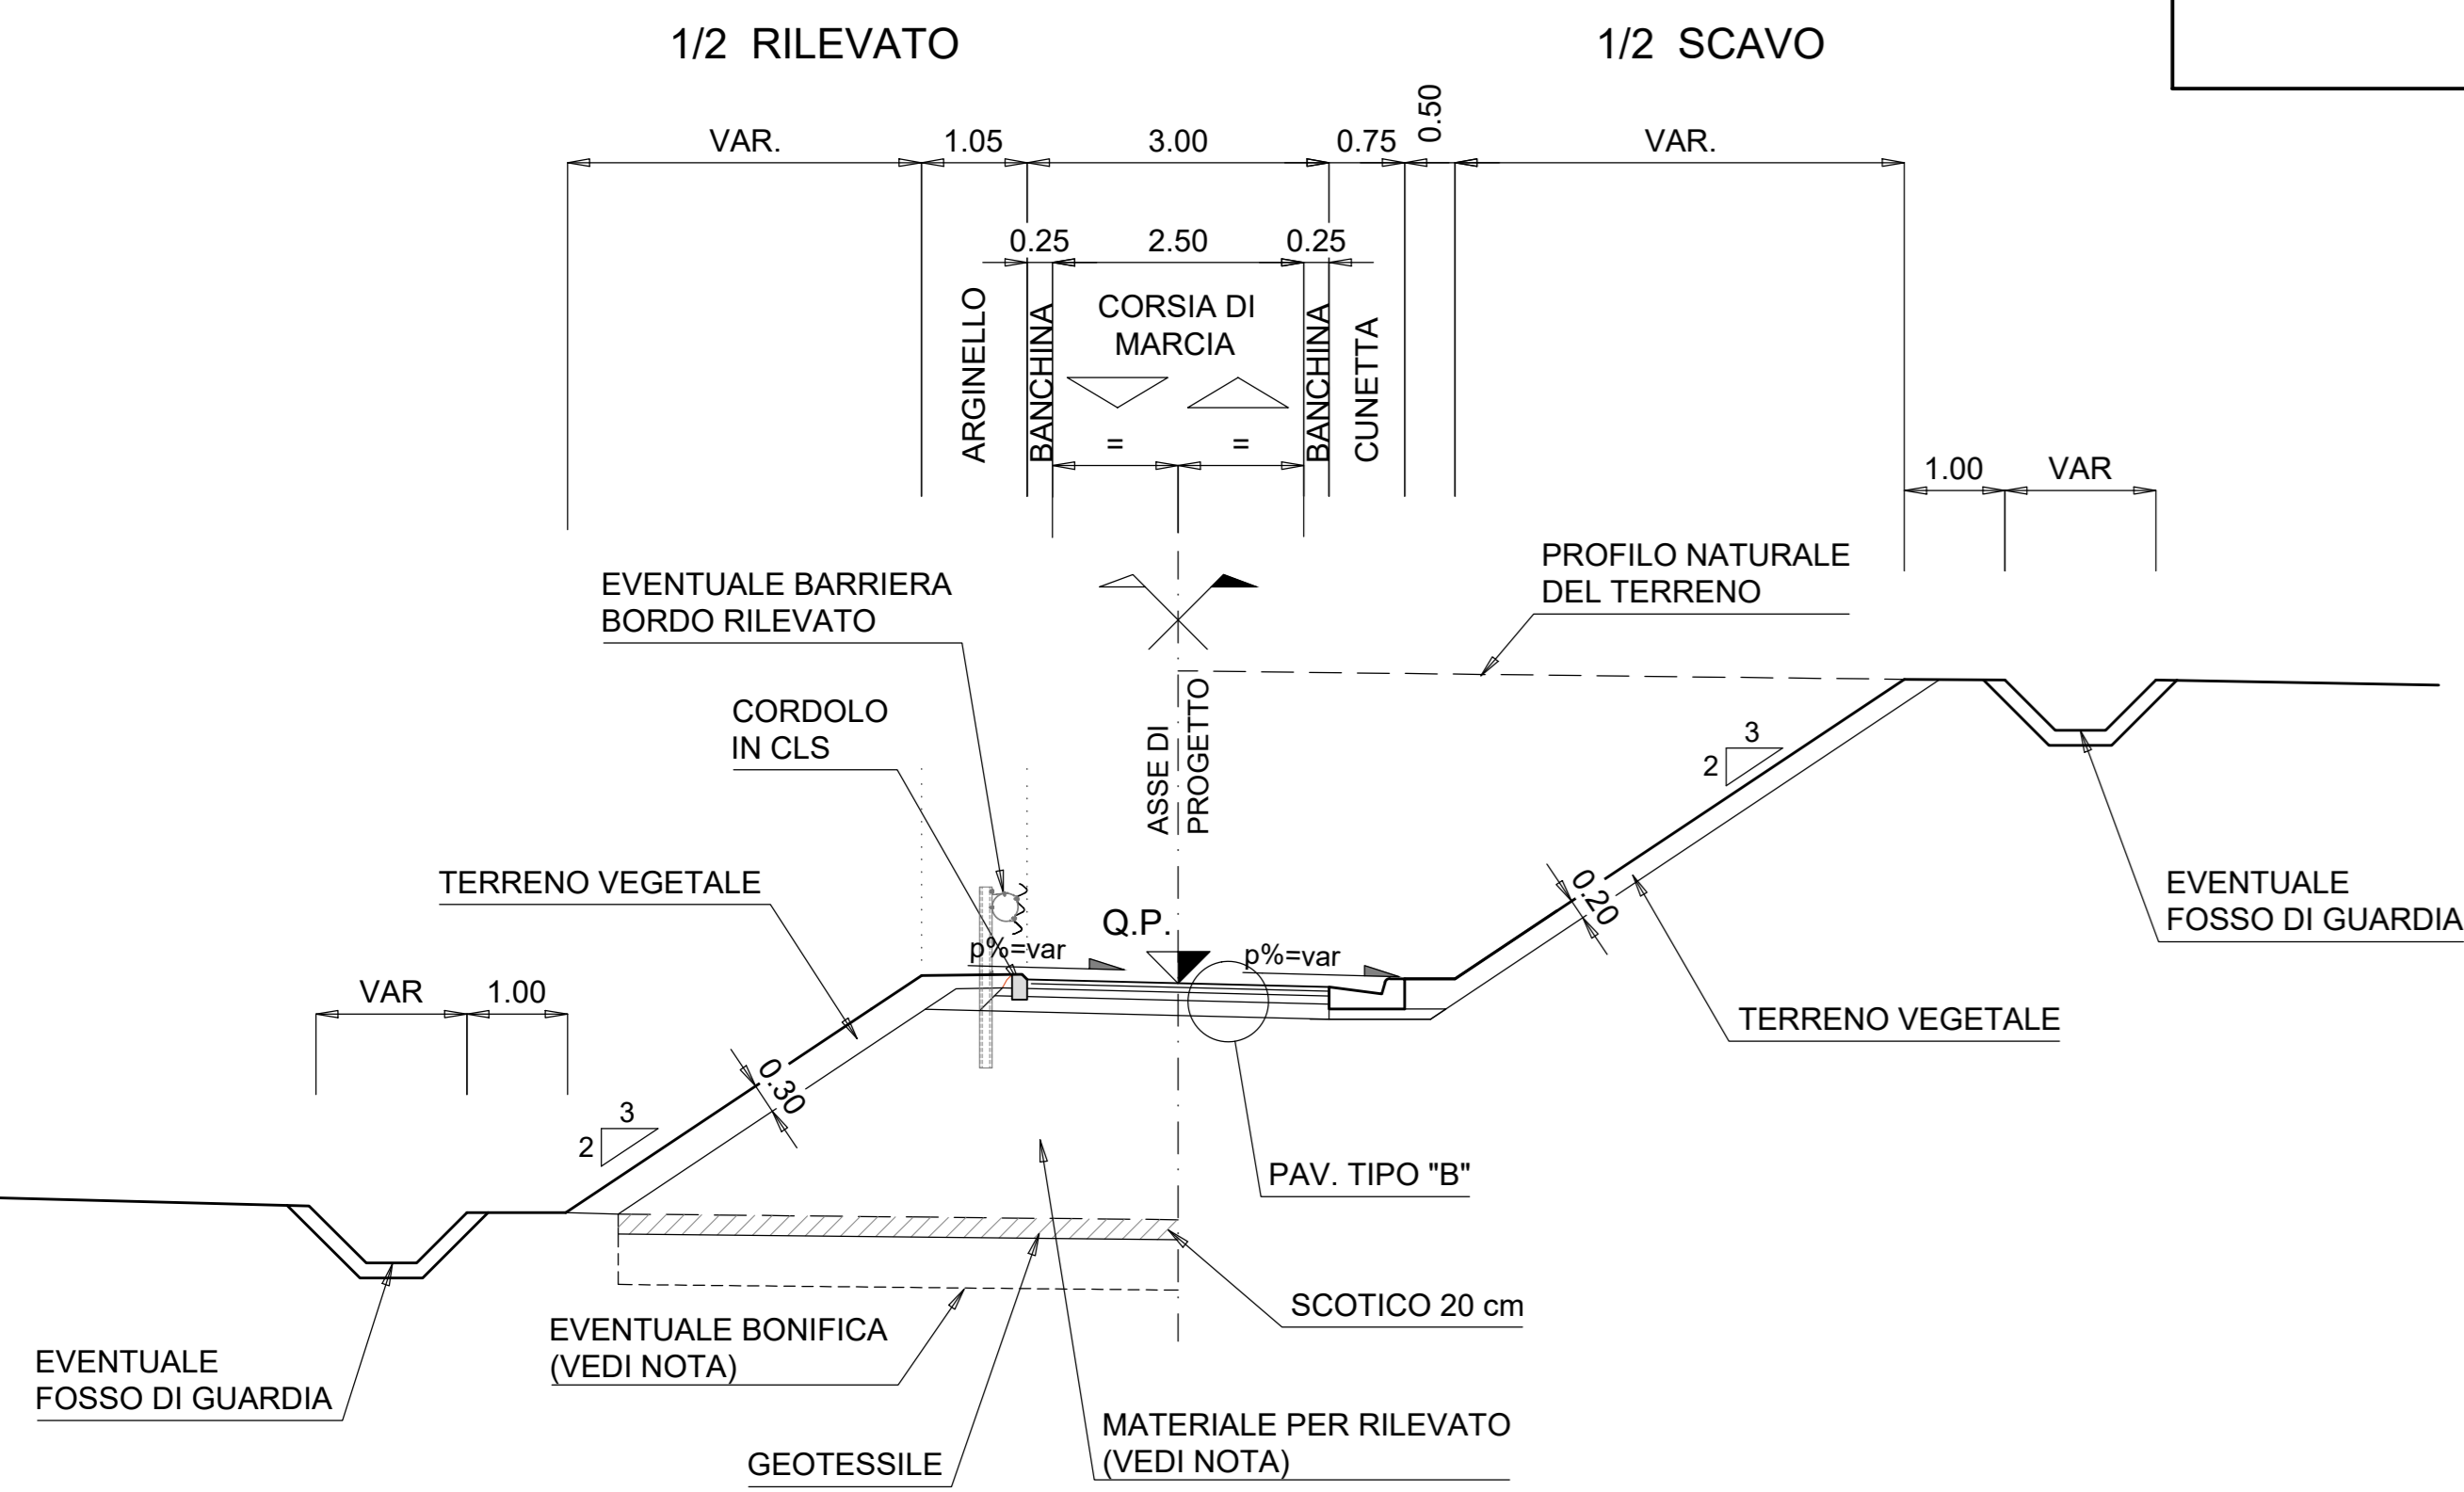 1/2 RILEVATO
1/2 SCAVO
VAR.
1.05
3.00
0.75
0.50
VAR.
0.25
2.50
0.25
ARGINELLO
BANCHINA
CORSIA DI
MARCIA
BANCHINA
CUNETTA
=
=
1.00
VAR
PROFILO NATURALE
DEL TERRENO
EVENTUALE BARRIERA
BORDO RILEVATO
CORDOLO
IN CLS
ASSE DI
PROGETTO
3
2
TERRENO VEGETALE
0.20
EVENTUALE
FOSSO DI GUARDIA
Q.P.
p%=var
p%=var
VAR
1.00
TERRENO VEGETALE
0.30
3
2
PAV. TIPO "B"
SCOTICO 20 cm
EVENTUALE BONIFICA
(VEDI NOTA)
EVENTUALE
FOSSO DI GUARDIA
MATERIALE PER RILEVATO
(VEDI NOTA)
GEOTESSILE